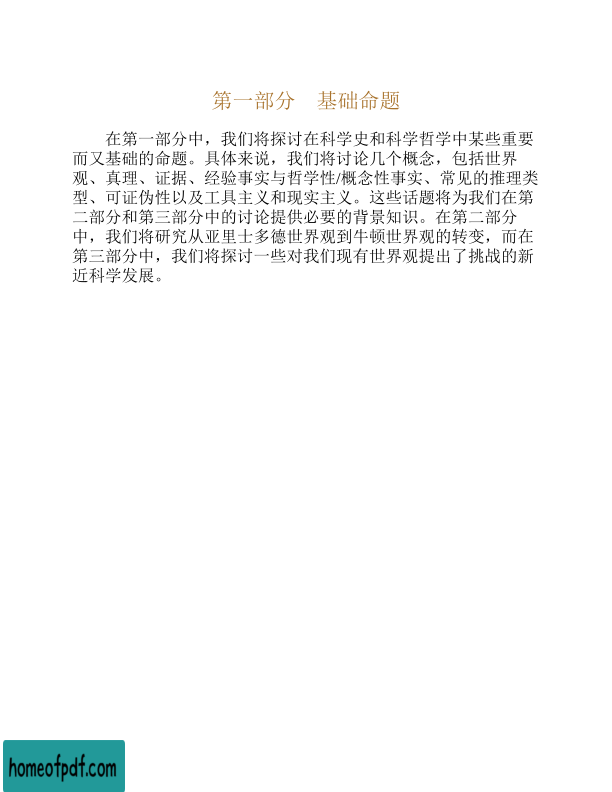 第一部分　基础命题
在第一部分中，我们将探讨在科学史和科学哲学中某些重要
而又基础的命题。具体来说，我们将讨论几个概念，包括世界
观、真理、证据、经验事实与哲学性/概念性事实、常见的推理类
型、可证伪性以及工具主义和现实主义。这些话题将为我们在第
二部分和第三部分中的讨论提供必要的背景知识。在第二部分
中，我们将研究从亚里士多德世界观到牛顿世界观的转变，而在
第三部分中，我们将探讨一些对我们现有世界观提出了挑战的新
近科学发展。
homeofpdf.com